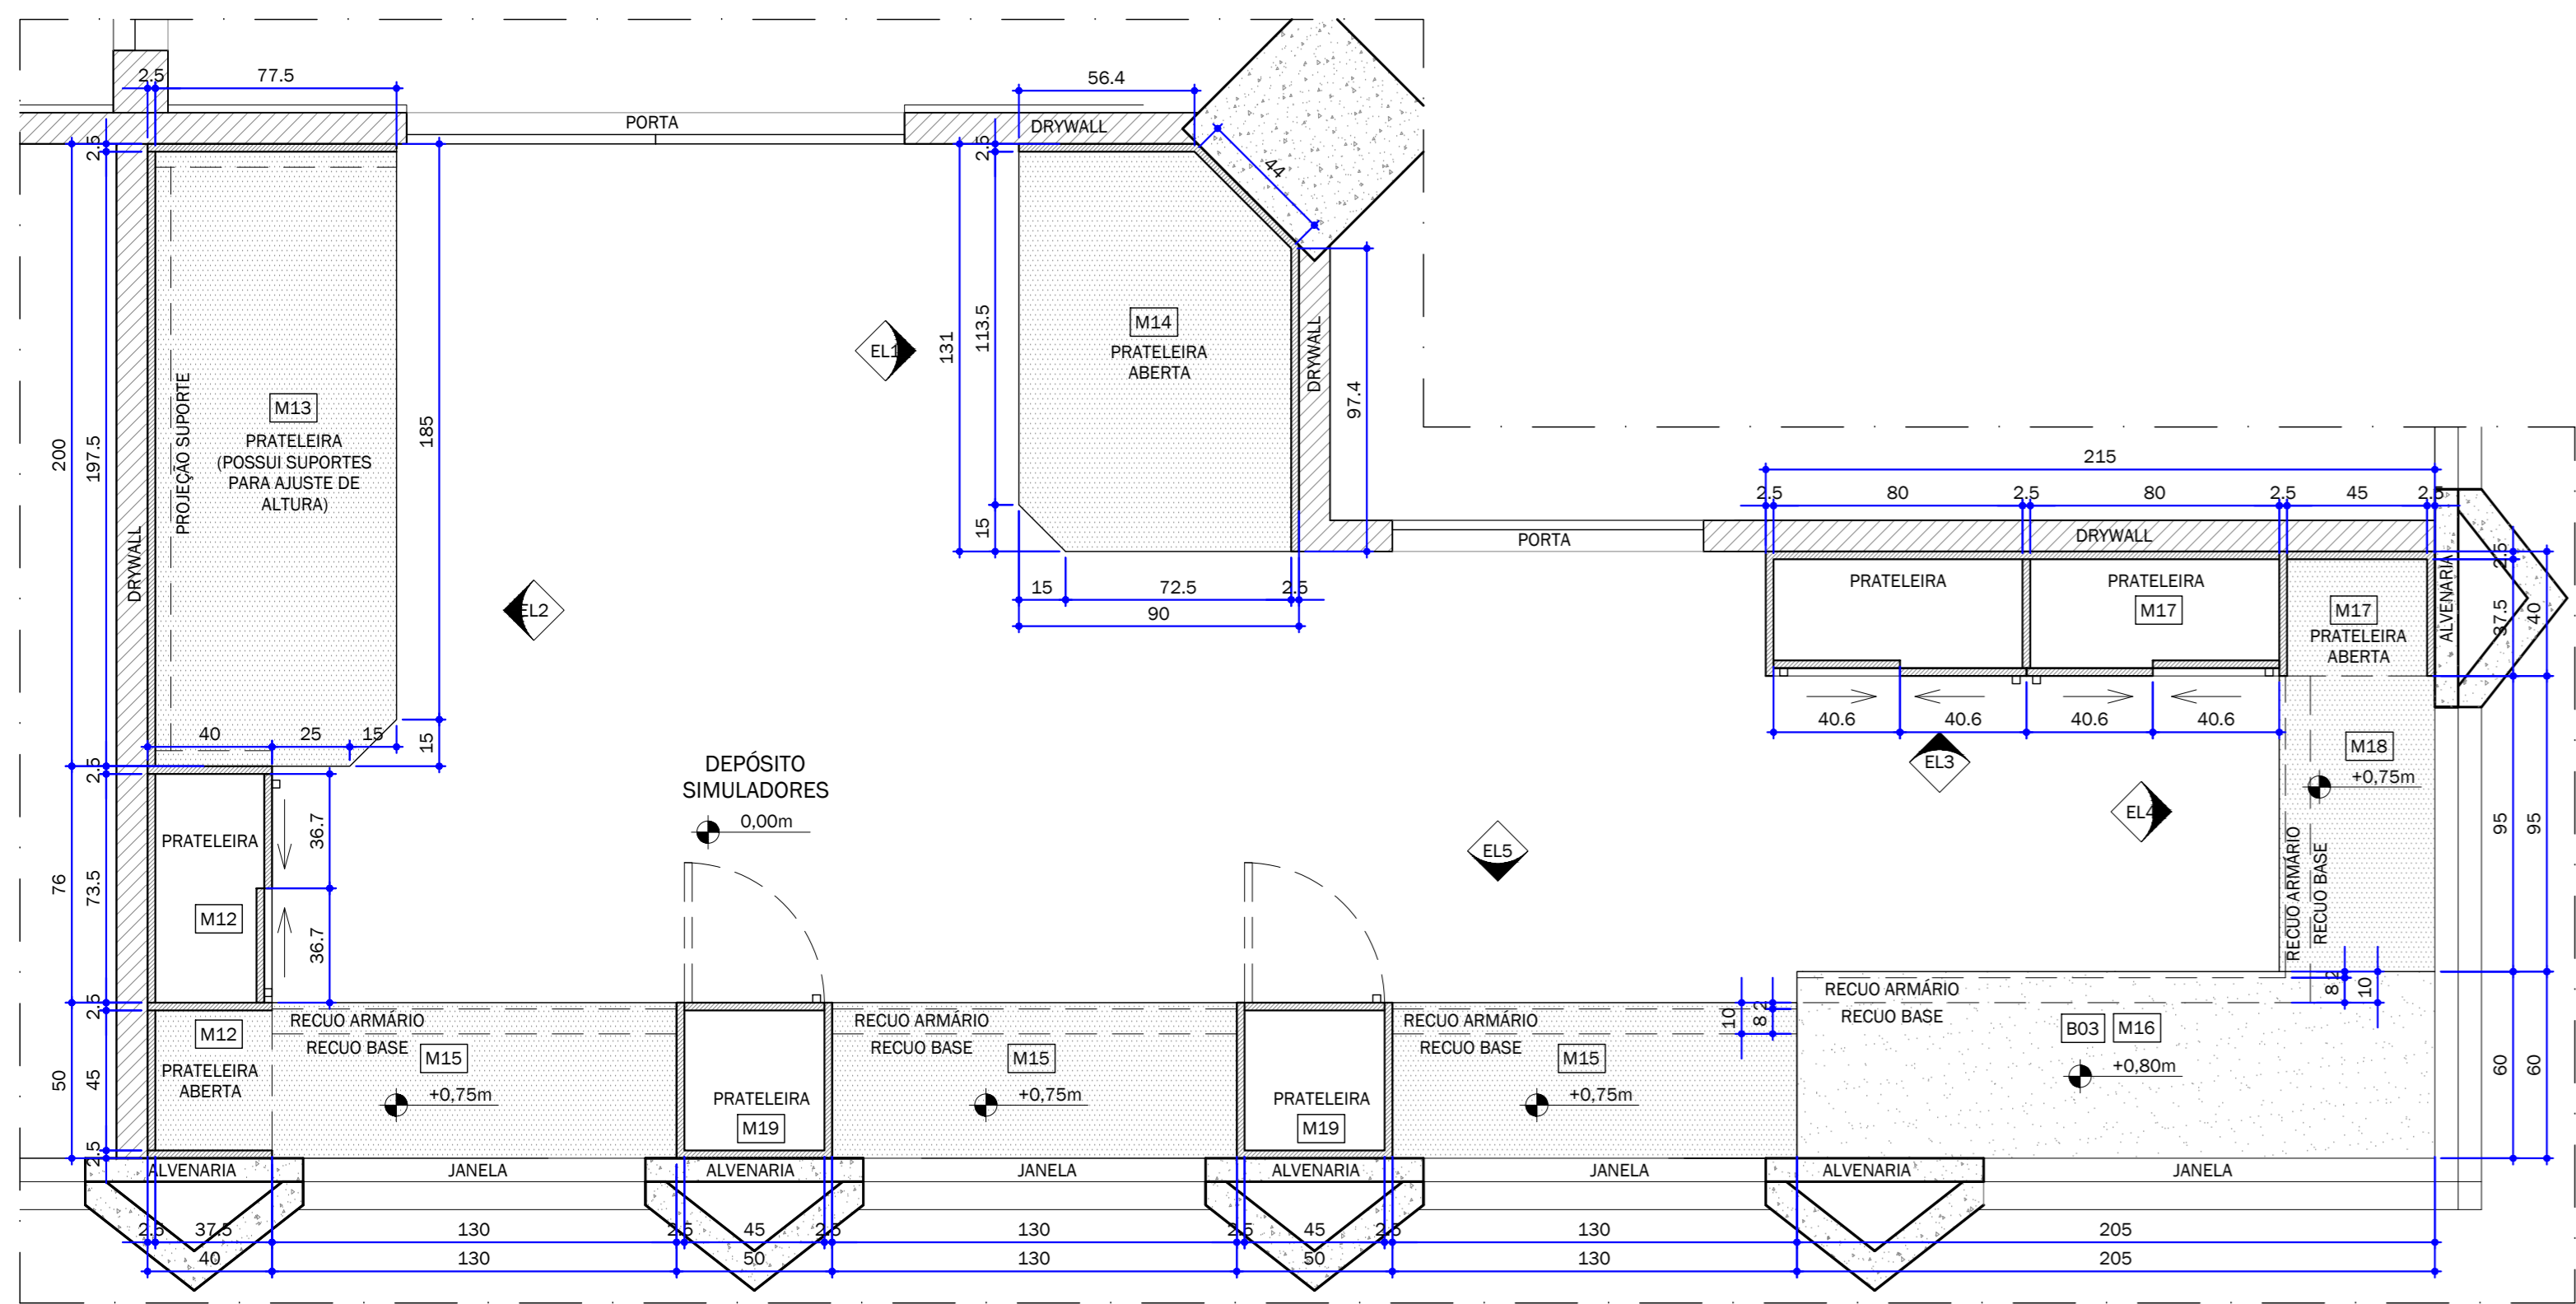 2.5
77.5
56.4
PORTA
DRYWALL
2.5
2.5
44
200
197.5
185
131
113.5
97.4
DRYWALL
M14
PRATELEIRA
ABERTA
EL1
DRYWALL
PROJEÇÃO SUPORTE
M13
PRATELEIRA
(POSSUI SUPORTES
PARA AJUSTE DE
ALTURA)
215
2.5
80
2.5
80
2.5
45
2.5
15
PORTA
DRYWALL
2.5
15
72.5
2.5
90
EL2
PRATELEIRA
PRATELEIRA
M17
M17
PRATELEIRA
ABERTA
ALVENARIA
37.5
40
40
25
15
15
40.6
40.6
40.6
40.6
2.5
DEPÓSITO
SIMULADORES
0,00m
EL3
M18
+0,75m
EL4
EL5
95
95
PRATELEIRA
36.7
76
73.5
M12
36.7
RECUO ARMÁRIO
RECUO BASE
8
2
10
2.5
M12
PRATELEIRA
ABERTA
50
45
2.5
RECUO ARMÁRIO
RECUO BASE
M15
+0,75m
PRATELEIRA
M19
RECUO ARMÁRIO
RECUO BASE
M15
+0,75m
PRATELEIRA
M19
RECUO ARMÁRIO
RECUO BASE
M15
+0,75m
10
8
2
RECUO ARMÁRIO
RECUO BASE
B03
M16
+0,80m
60
60
ALVENARIA
JANELA
ALVENARIA
JANELA
ALVENARIA
JANELA
ALVENARIA
JANELA
2.5
37.5
130
2.5
45
2.5
130
2.5
45
2.5
130
205
40
130
50
130
50
130
205